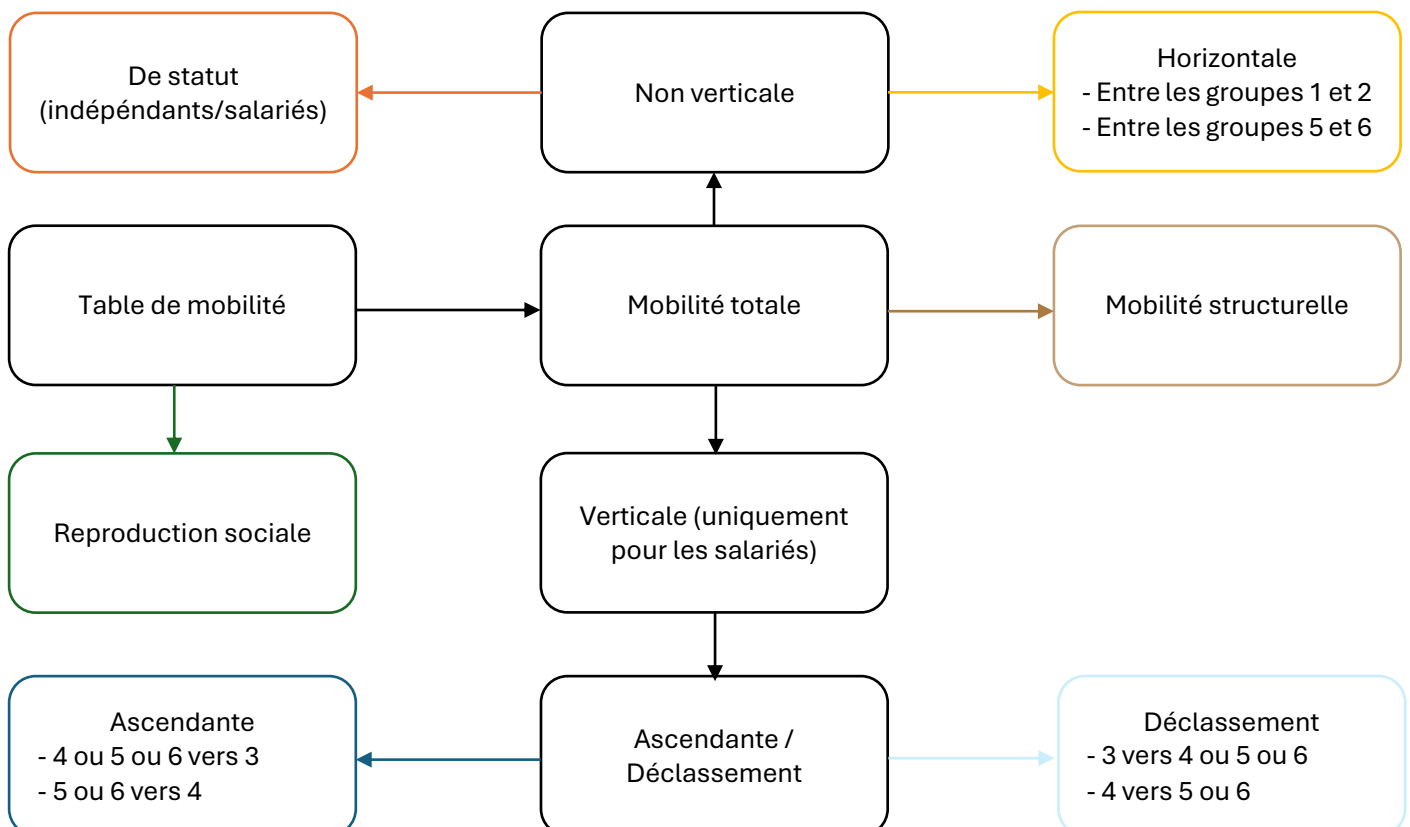 De statut
(indépéndants/salariés)
Non verticale
Horizontale
- Entre les groupes 1 et 2
- Entre les groupes 5 et 6
Table de mobilité
Mobilité totale
Mobilité structurelle
Reproduction sociale
Verticale (uniquement
pour les salariés)
Ascendante
- 4 ou 5 ou 6 vers 3
- 5 ou 6 vers 4
Ascendante /
Déclassement
Déclassement
- 3 vers 4 ou 5 ou 6
- 4 vers 5 ou 6